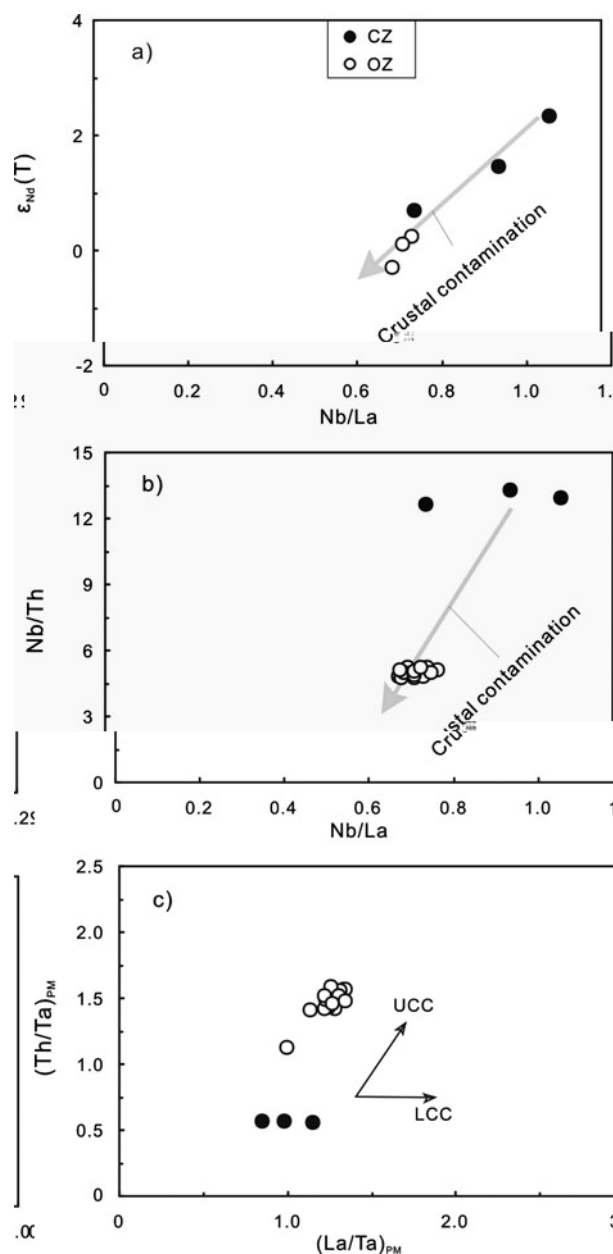 4
a)
CZ
OZ
2
εNd(T)
0
Crustal contamination
-2
0
0.2
0.4
0.6
0.8
1.0
Nb/La
15
b)
12
9
Nb/Th
6
Crustal contamination
3
0
0
0.2
0.4
0.6
0.8
1.0
Nb/La
2.5
c)
2.0
(Th/Ta)PM
1.5
UCC
1.0
LCC
0.5
0
0
1.0
2.0
(La/Ta)PM